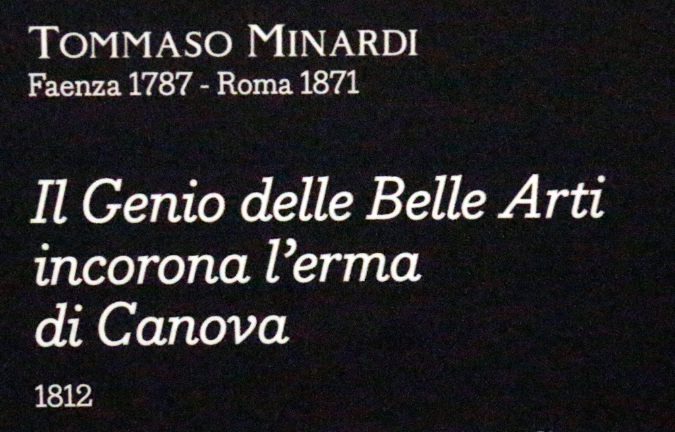 TOMMASO MINARDI
Faenza 1787 - Roma 1871
Il Genio delle Belle Arti
incorona l'erma
di Canova
1812